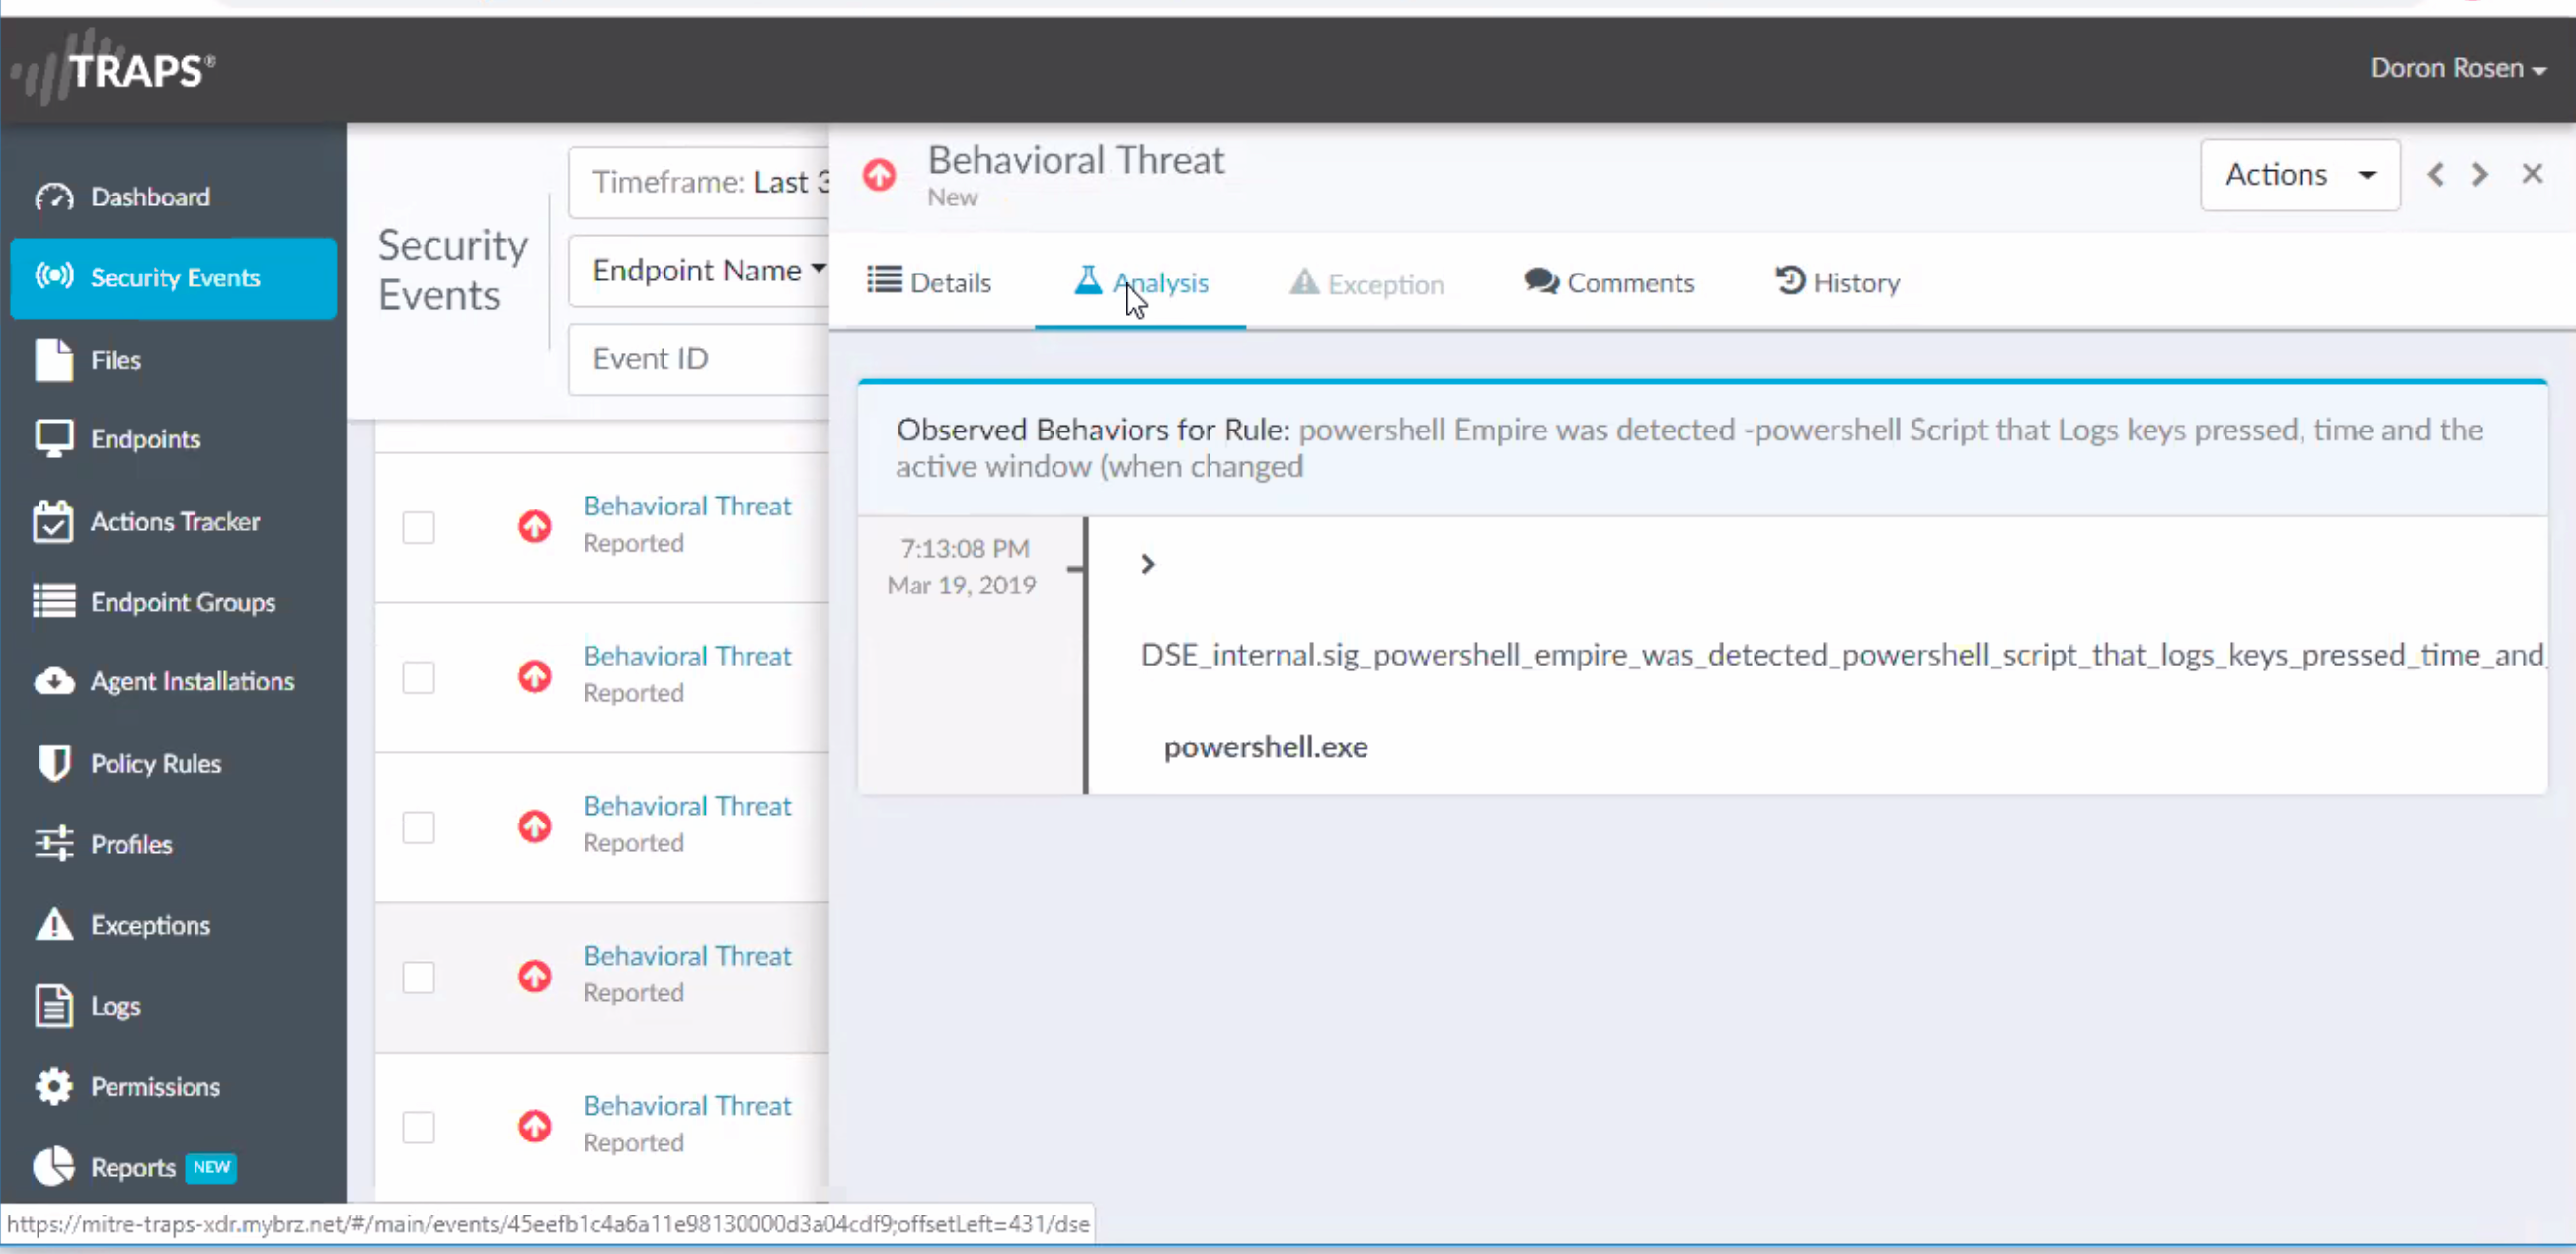 TRAPS®
Doron Rosen
Dashboard
Security Events
Files
Endpoints
Actions Tracker
Endpoint Groups
Agent Installations
Policy Rules
Profiles
Exceptions
Logs
Permissions
Reports NEW
Security
Events
Timeframe: Last 3
Endpoint Name
Event ID
Behavioral Threat
Reported
Behavioral Threat
Reported
Behavioral Threat
Reported
Behavioral Threat
Reported
Behavioral Threat
Reported
Behavioral Threat
New
Actions
Details
Analysis
Exception
Comments
History
Observed Behaviors for Rule: powershell Empire was detected -powershell Script that Logs keys pressed, time and the
active window (when changed
7:13:08 PM
Mar 19, 2019
DSE_internal.sig_powershell_empire_was_detected_powershell_script_that_logs_keys_pressed_time_and_
powershell.exe
https://mitre-traps-xdr.mybrz.net/#/main/events/45eefb1c4a6a11e98130000d3a04cdf9;offsetLeft=431/dse